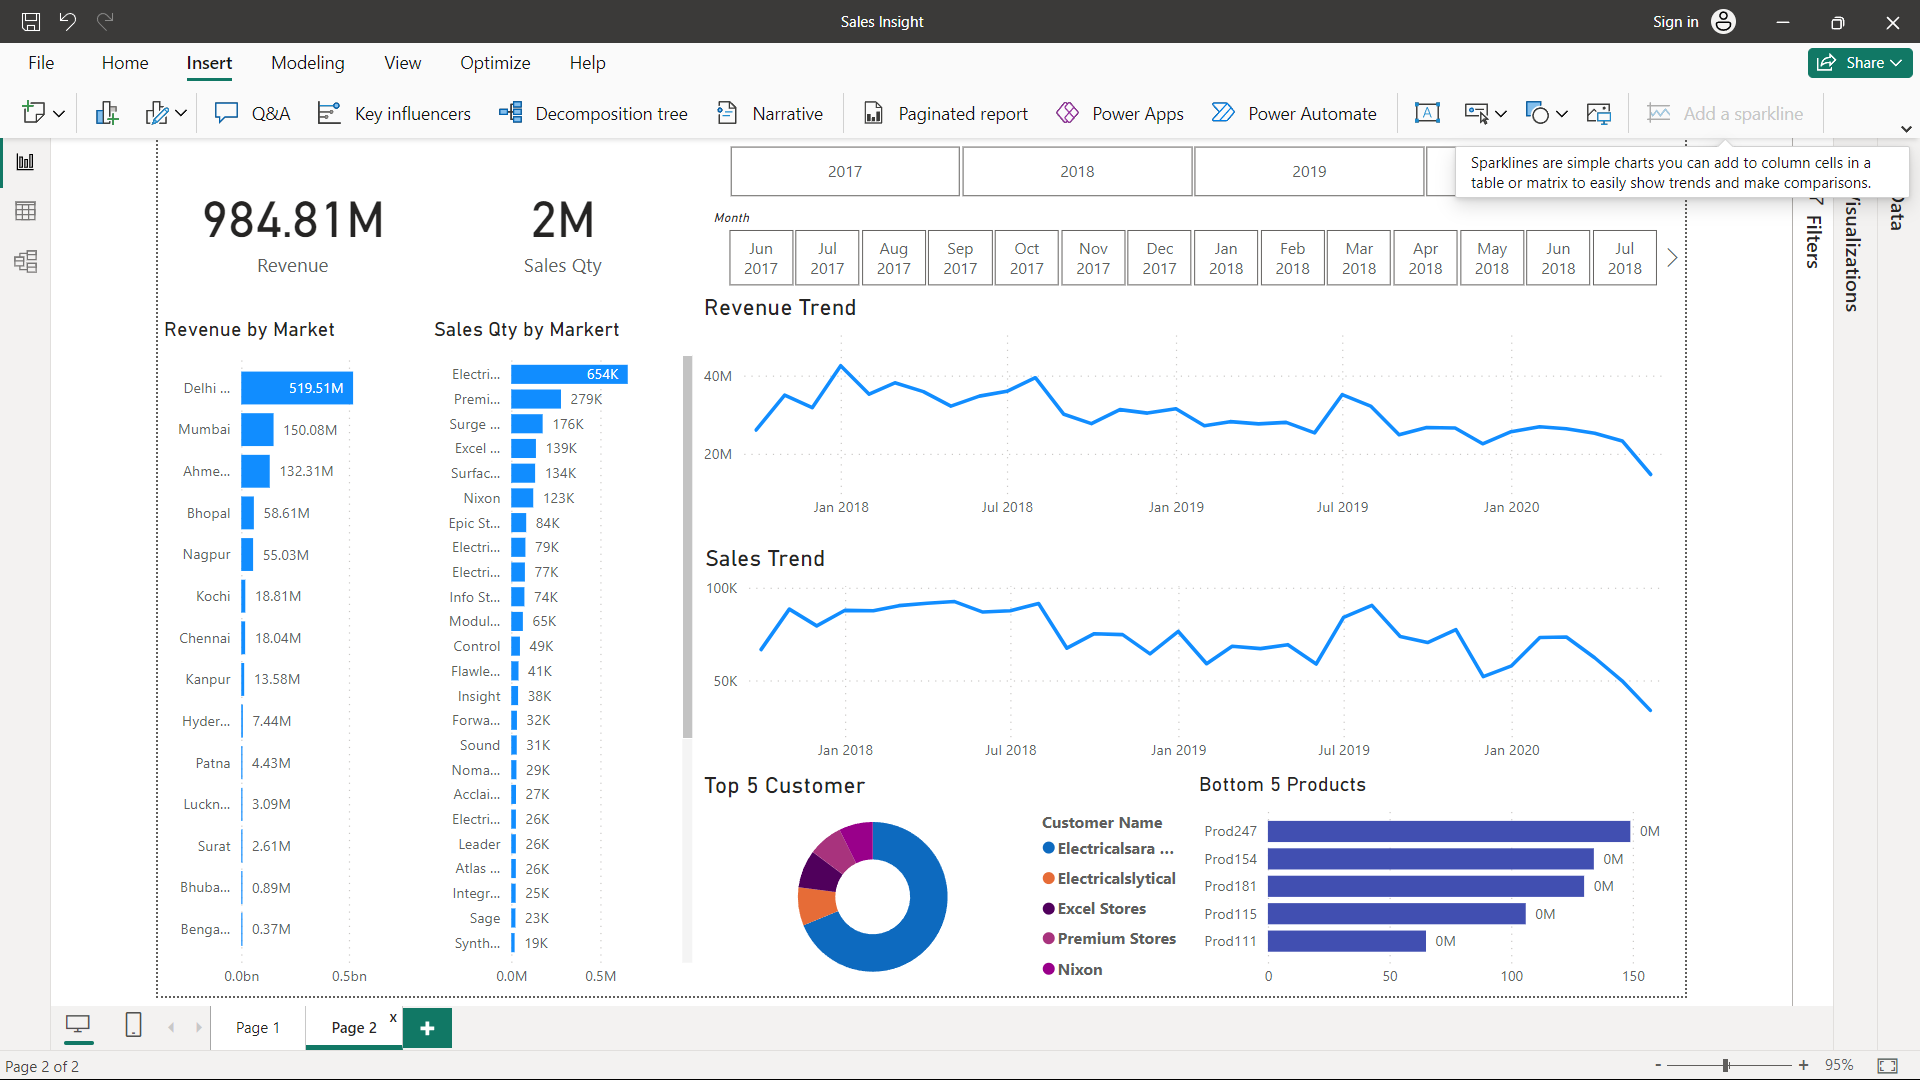 Sales Insight
Sign in
File Home Insert Modeling View Optimize Help
Share
Q&A Key influencers Decomposition tree Narrative Paginated report Power Apps Power Automate Add a sparkline
Sparklines are simple charts you can add to column cells in a
table or matrix to easily show trends and make comparisons.
2017 2018 2019
984.81M
Revenue
2M
Sales Qty
Month
Jun 2017
Jul 2017
Aug 2017
Sep 2017
Oct 2017
Nov 2017
Dec 2017
Jan 2018
Feb 2018
Mar 2018
Apr 2018
May 2018
Jun 2018
Jul 2018
Filters
isualizations
ata
Revenue by Market
Delhi ... 519.51M
Mumbai 150.08M
Ahme... 132.31M
Bhopal 58.61M
Nagpur 55.03M
Kochi 18.81M
Chennai 18.04M
Kanpur 13.58M
Hyder... 7.44M
Patna 4.43M
Luckn... 3.09M
Surat 2.61M
Bhuba... 0.89M
Benga... 0.37M
0.0bn 0.5bn
Sales Qty by Markert
Electri... 654K
Premi... 279K
Surge ... 176K
Excel ... 139K
Surfac... 134K
Nixon 123K
Epic St... 84K
Electri... 79K
Electri... 77K
Info St... 74K
Modul... 65K
Control 49K
Flawle... 41K
Insight 38K
Forwa... 32K
Sound 31K
Noma... 29K
Acclai... 27K
Electri... 26K
Leader 26K
Atlas ... 26K
Integr... 25K
Sage 23K
Synth... 19K
0.0M 0.5M
Revenue Trend
40M
20M
Jan 2018 Jul 2018 Jan 2019 Jul 2019 Jan 2020
Sales Trend
100K
50K
Jan 2018 Jul 2018 Jan 2019 Jul 2019 Jan 2020
Top 5 Customer
Customer Name
Electricalsara ...
Electricalslytical
Excel Stores
Premium Stores
Nixon
Bottom 5 Products
Prod247 0M
Prod154 0M
Prod181 0M
Prod115 0M
Prod111 0M
0 50 100 150
Page 1 Page 2 x +
Page 2 of 2
- + 95%